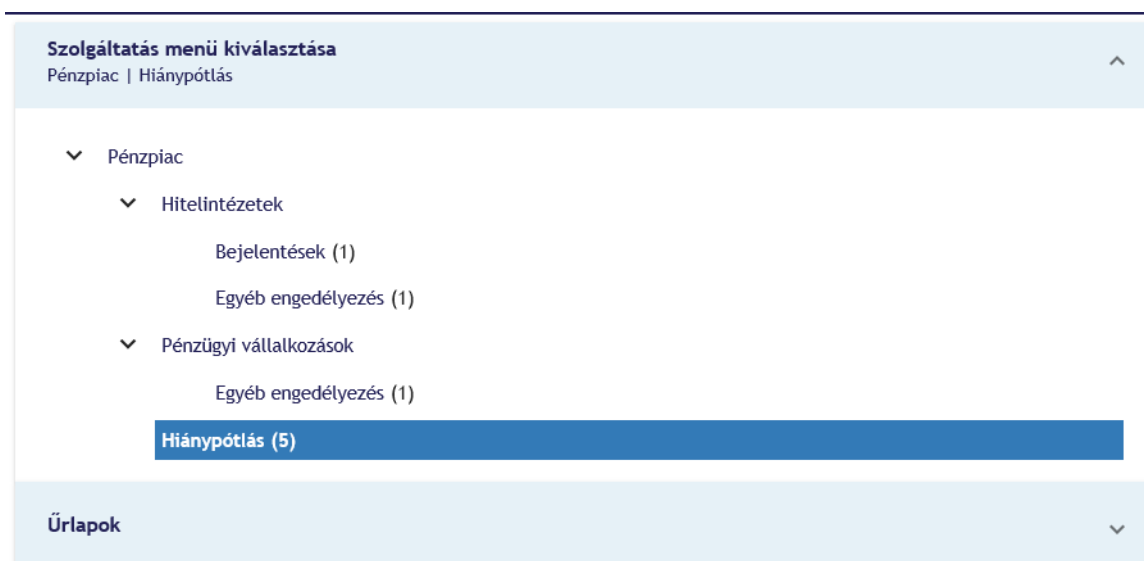 Szolgáltatás menü kiválasztása
Pénzpiac | Hiánypótlás
Pénzpiac
Hitelintézetek
Bejelentések (1)
Egyéb engedélyezés (1)
Pénzügyi vállalkozások
Egyéb engedélyezés (1)
Hiánypótlás (5)
Űrlapok